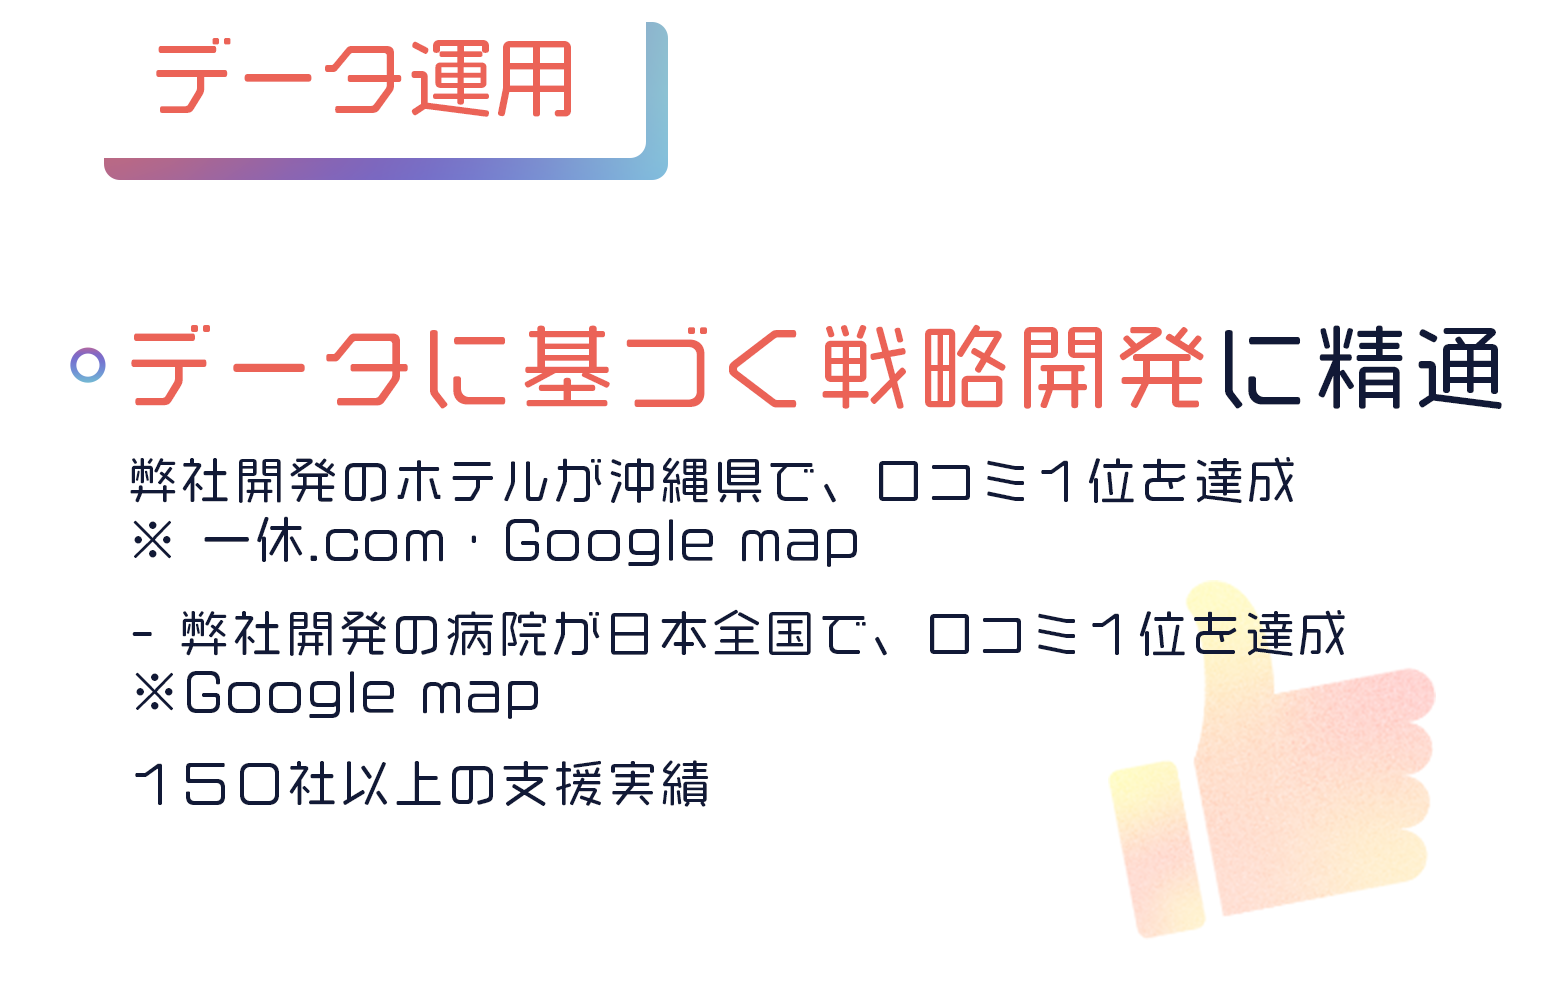 データ運用
データに基づく戦略開発に精通
弊社開発のホテルが沖縄県で、口コミ1位を達成
※ 一休.com・Google map
- 弊社開発の病院が日本全国で、口コミ1位を達成
※Google map
150社以上の支援実績